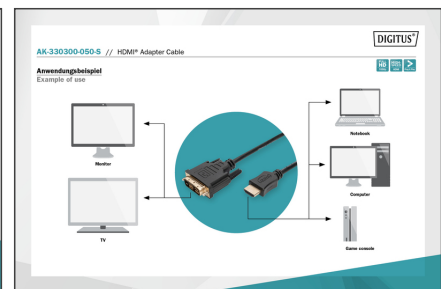 DIGITUS®
AK-330300-050-S // HDMI® Adapter Cable
Anwendungsbeispiel
Example of use
Monitor
TV
Notebook
Computer
Game console